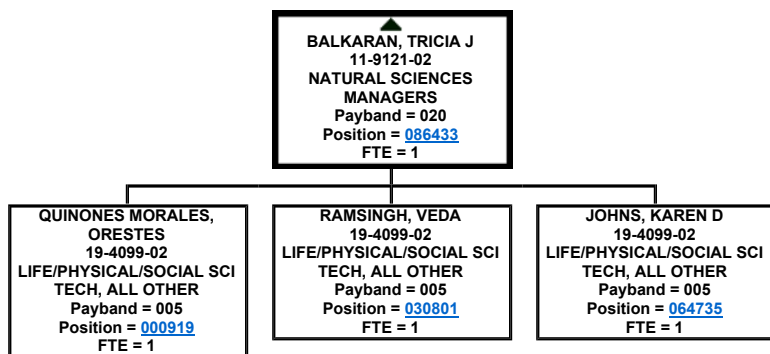 BALKARAN, TRICIA J
11-9121-02
NATURAL SCIENCES
MANAGERS
Payband = 020
Position = 086433
FTE = 1
QUINONES MORALES,
ORESTES
19-4099-02
LIFE/PHYSICAL/SOCIAL SCI
TECH, ALL OTHER
Payband = 005
Position = 000919
FTE = 1
RAMSINGH, VEDA
19-4099-02
LIFE/PHYSICAL/SOCIAL SCI
TECH, ALL OTHER
Payband = 005
Position = 030801
FTE = 1
JOHNS, KAREN D
19-4099-02
LIFE/PHYSICAL/SOCIAL SCI
TECH, ALL OTHER
Payband = 005
Position = 064735
FTE = 1